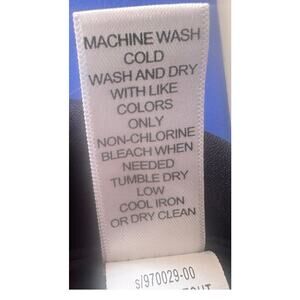 MACHINE WASH
COLD
WASH AND DRY
WITH LIKE
COLORS
ONLY
NON-CHLORINE
BLEACH WHEN
NEEDED
TUMBLE DRY
LOW
COOL IRON
OR DRY CLEAN
s/970029-00